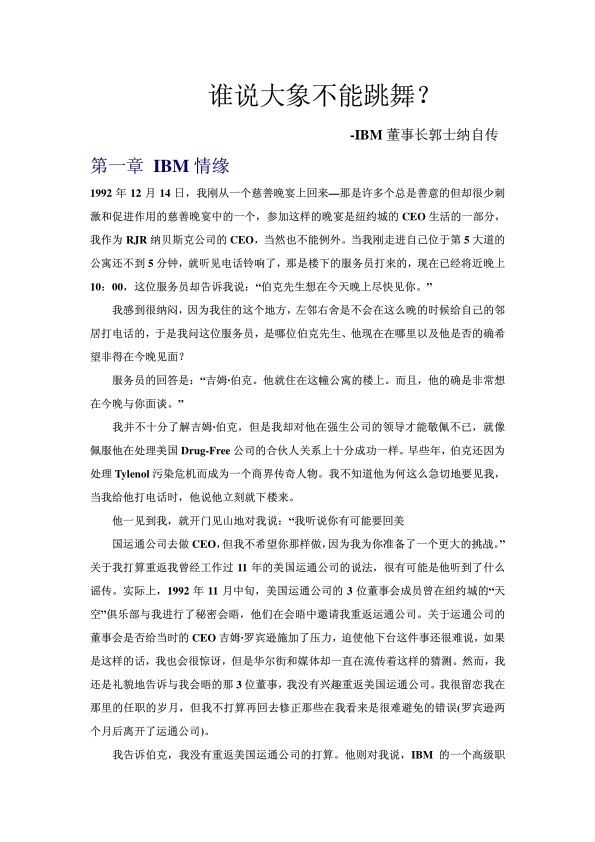 谁说大象不能跳舞？
-IBM 董事长郭士纳自传
第一章 IBM 情缘
1992 年 12 月 14 日，我刚从一个慈善晚宴上回来—那是许多个总是善意的但却很少刺
激和促进作用的慈善晚宴中的一个，参加这样的晚宴是纽约城的 CEO 生活的一部分，
我作为 RJR 纳贝斯克公司的 CEO，当然也不能例外。当我刚走进自己位于第 5 大道的
公寓还不到 5 分钟，就听见电话铃响了，那是楼下的服务员打来的，现在已经将近晚上
10：00，这位服务员却告诉我说：“伯克先生想在今天晚上尽快见你。”
我感到很纳闷，因为我住的这个地方，左邻右舍是不会在这么晚的时候给自己的邻
居打电话的，于是我问这位服务员，是哪位伯克先生、他现在在哪里以及他是否的确希
望非得在今晚见面？
服务员的回答是：“吉姆·伯克。他就住在这幢公寓的楼上。而且，他的确是非常想
在今晚与你面谈。”
我并不十分了解吉姆·伯克，但是我却对他在强生公司的领导才能敬佩不已，就像
佩服他在处理美国 Drug-Free 公司的合伙人关系上十分成功一样。早些年，伯克还因为
处理 Tylenol 污染危机而成为一个商界传奇人物。我不知道他为何这么急切地要见我，
当我给他打电话时，他说他立刻就下楼来。
他一见到我，就开门见山地对我说：“我听说你有可能要回美
国运通公司去做 CEO，但我不希望你那样做，因为我为你准备了一个更大的挑战。”
关于我打算重返我曾经工作过 11 年的美国运通公司的说法，很有可能是他听到了什么
谣传。实际上，1992 年 11 月中旬，美国运通公司的 3 位董事会成员曾在纽约城的“天
空”俱乐部与我进行了秘密会晤，他们在会晤中邀请我重返运通公司。关于运通公司的
董事会是否给当时的 CEO 吉姆·罗宾逊施加了压力，迫使他下台这件事还很难说，如果
是这样的话，我也会很惊讶，但是华尔街和媒体却一直在流传着这样的猜测。然而，我
还是礼貌地告诉与我会晤的那 3 位董事，我没有兴趣重返美国运通公司。我很留恋我在
那里的任职的岁月，但我不打算再回去修正那些在我看来是很难避免的错误(罗宾逊两
个月后离开了运通公司)。
我告诉伯克，我没有重返美国运通公司的打算。他则对我说，IBM 的一个高级职